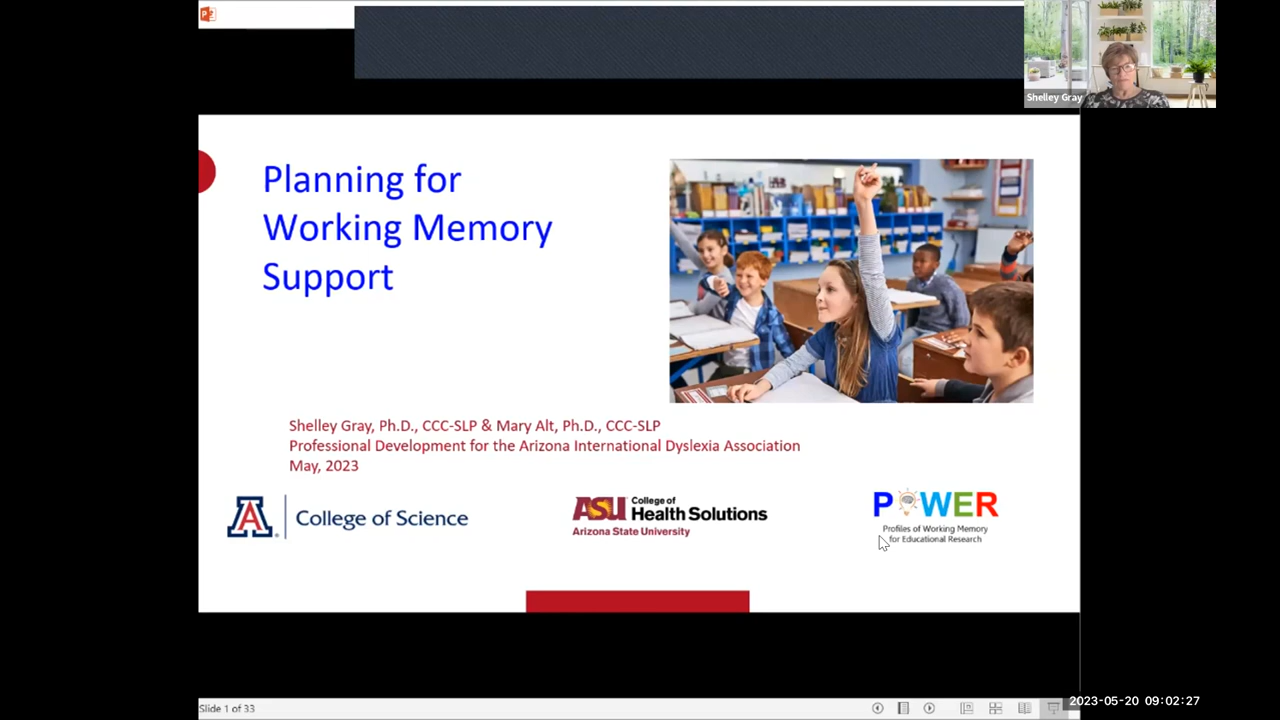 Shelley Gray
Planning for
Working Memory
Support
Shelley Gray, Ph.D., CCC-SLP & Mary Alt, Ph.D., CCC-SLP
Professional Development for the Arizona International Dyslexia Association
May, 2023
A College of Science
ASU College of
Health Solutions
Arizona State University
POWER
Profiles of Working Memory
for Educational Research
Slide 1 of 33
2023-05-20 09:02:27